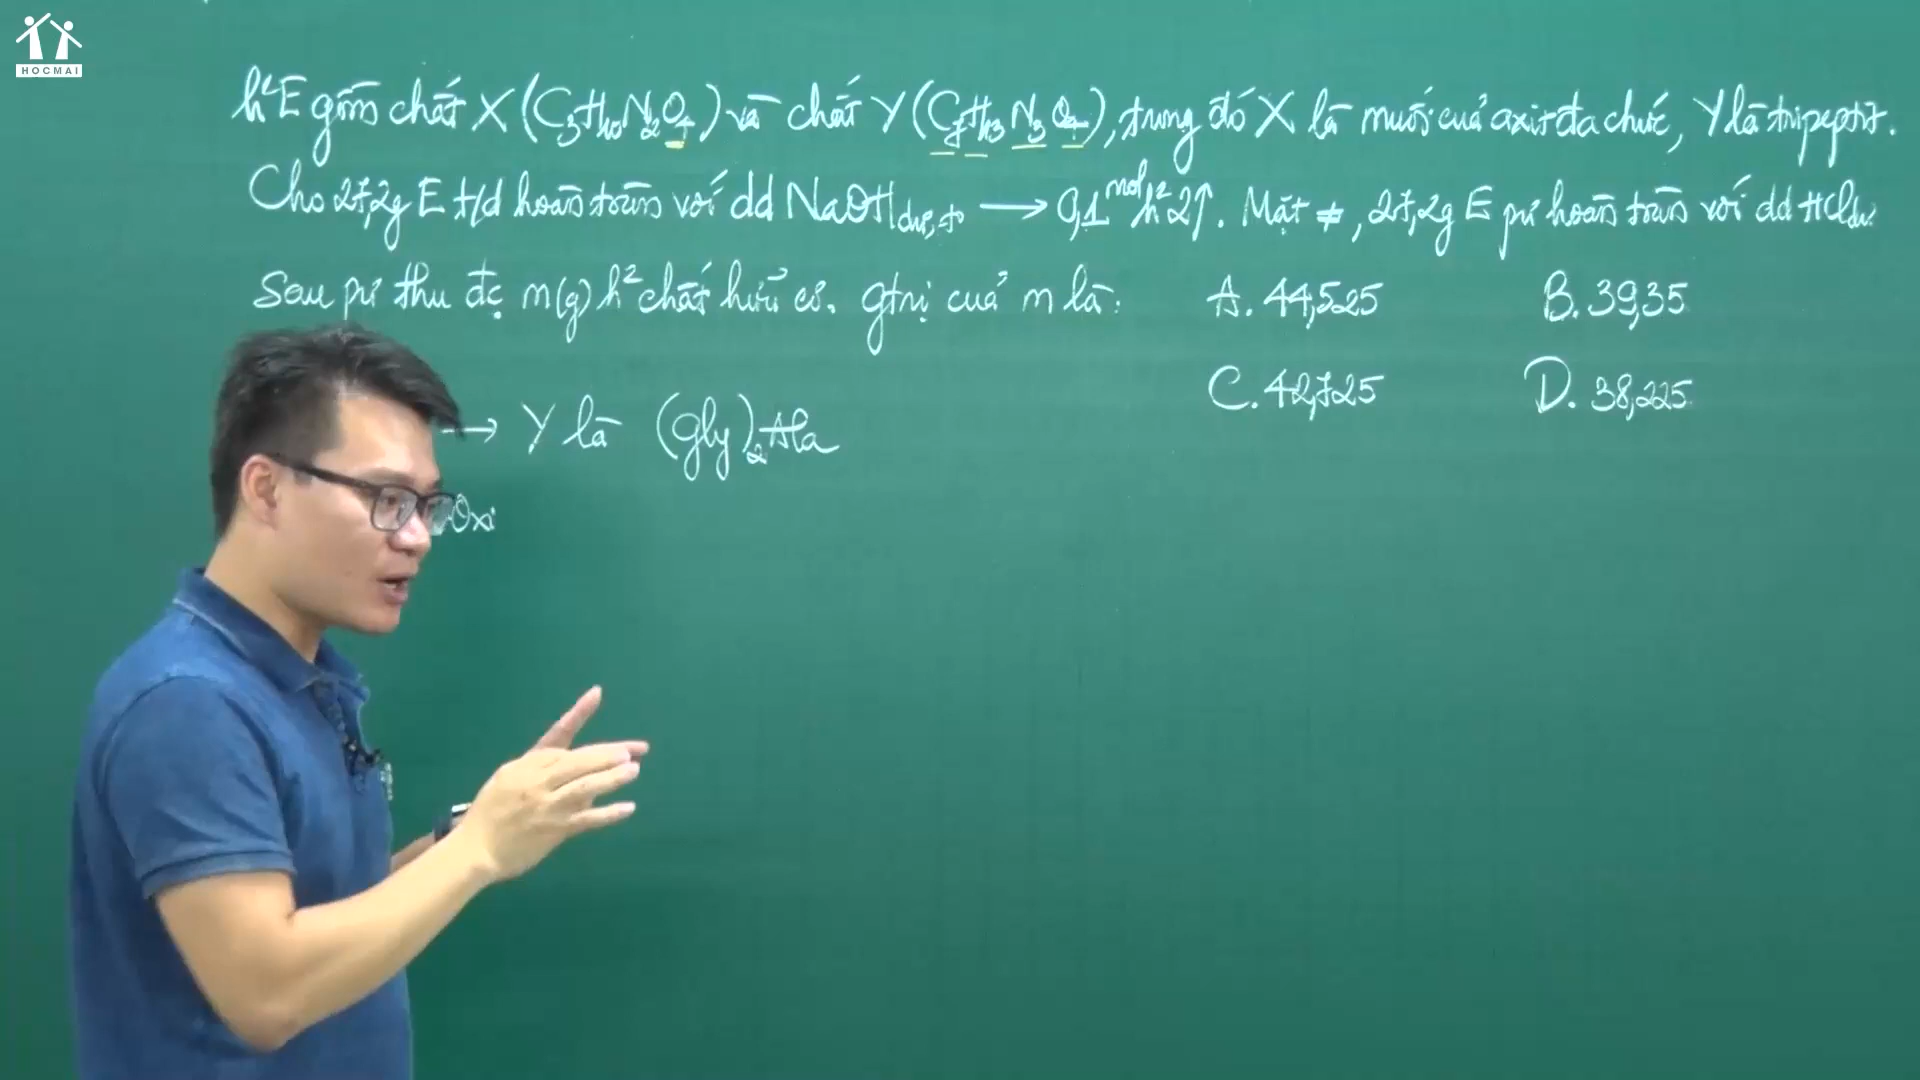 HOCMAI
h² E gồm chất X (C₃H₁₀N₂O₄) và chất Y (C₇H₁₃N₃O₄), trong đó X là muối của axit đa chức, Y là tripeptit.
Cho 27,2g E t/d hoàn toàn với dd NaOH dư, t° → 0,1 mol h² 2↑. Mặt ≠, 27,2g E pư hoàn toàn với dd HCl dư.
Sau pư thu đc m(g) h² chất hữu cơ. gtrị của m là: A. 44,525 B. 39,35
C. 42,725 D. 38,225
→ Y là (Gly)₂Ala
Oxi